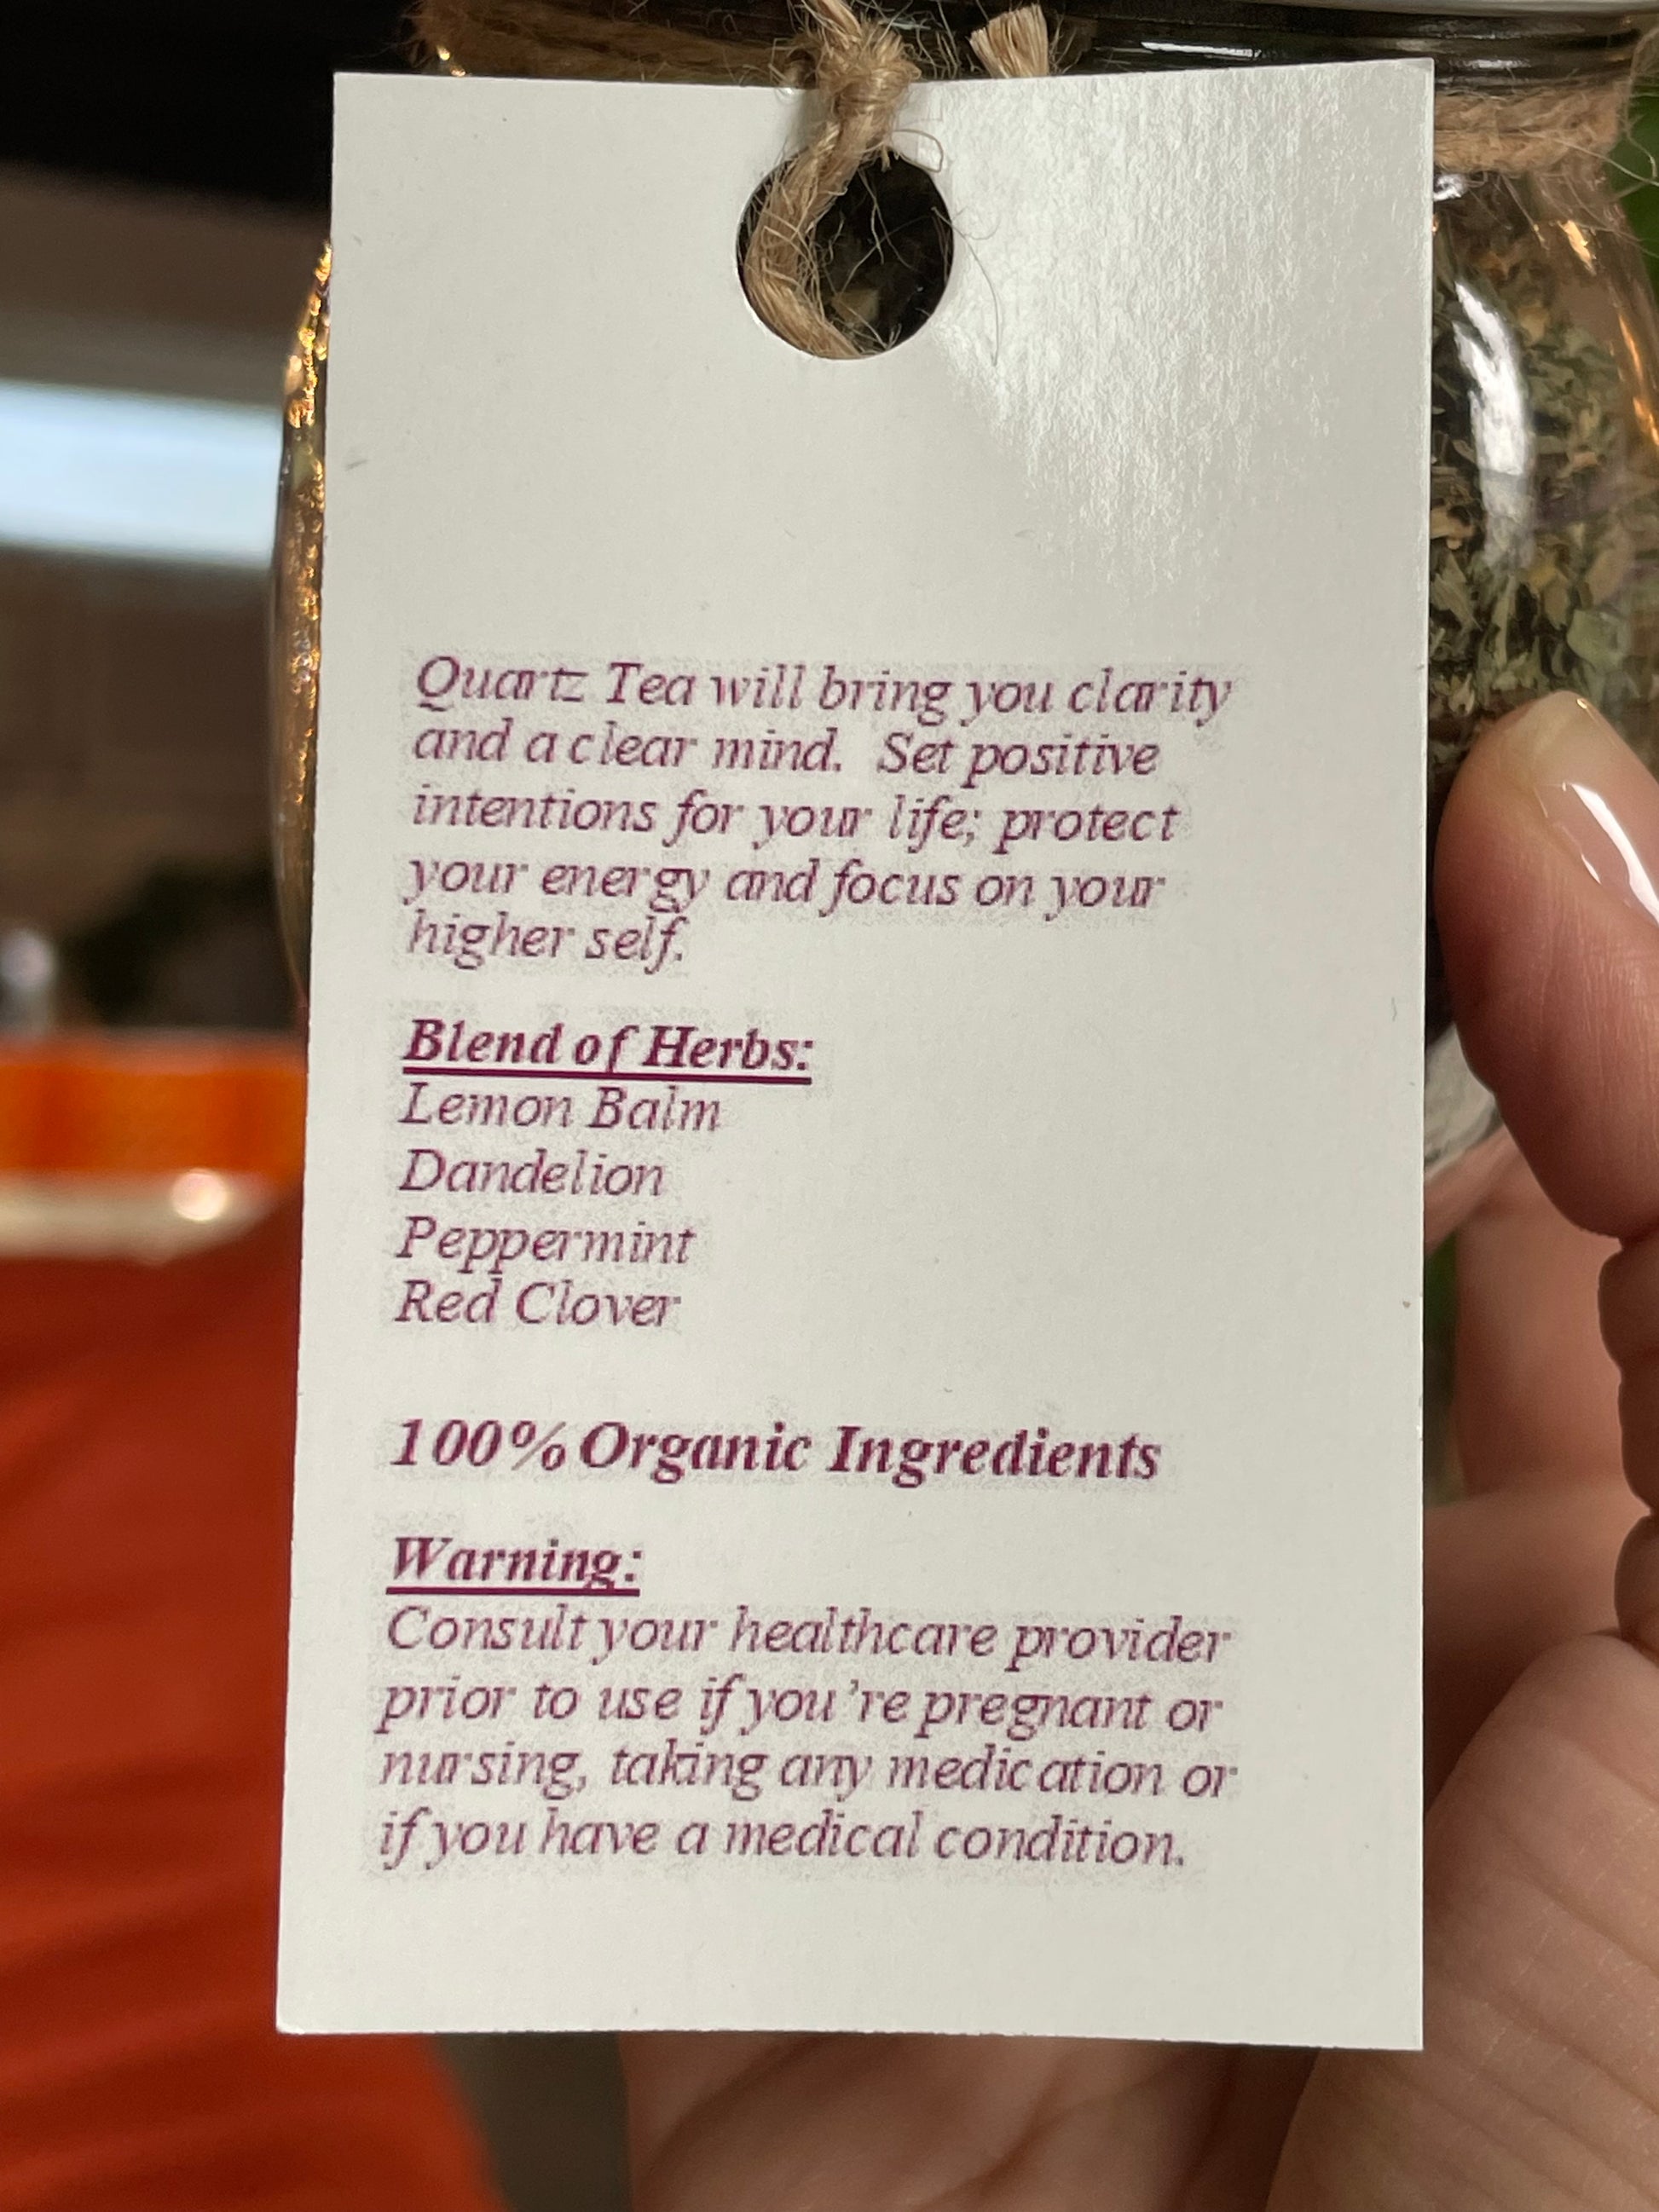 Quartz Tea will bring you clarity
and a clear mind. Set positive
intentions for your life; protect
your energy and focus on your
higher self.
Blend of Herbs:
Lemon Balm
Dandelion
Peppermint
Red Clover
100% Organic Ingredients
Warning:
Consult your healthcare provider
prior to use if you're pregnant or
nursing, taking any medication or
if you have a medical condition.